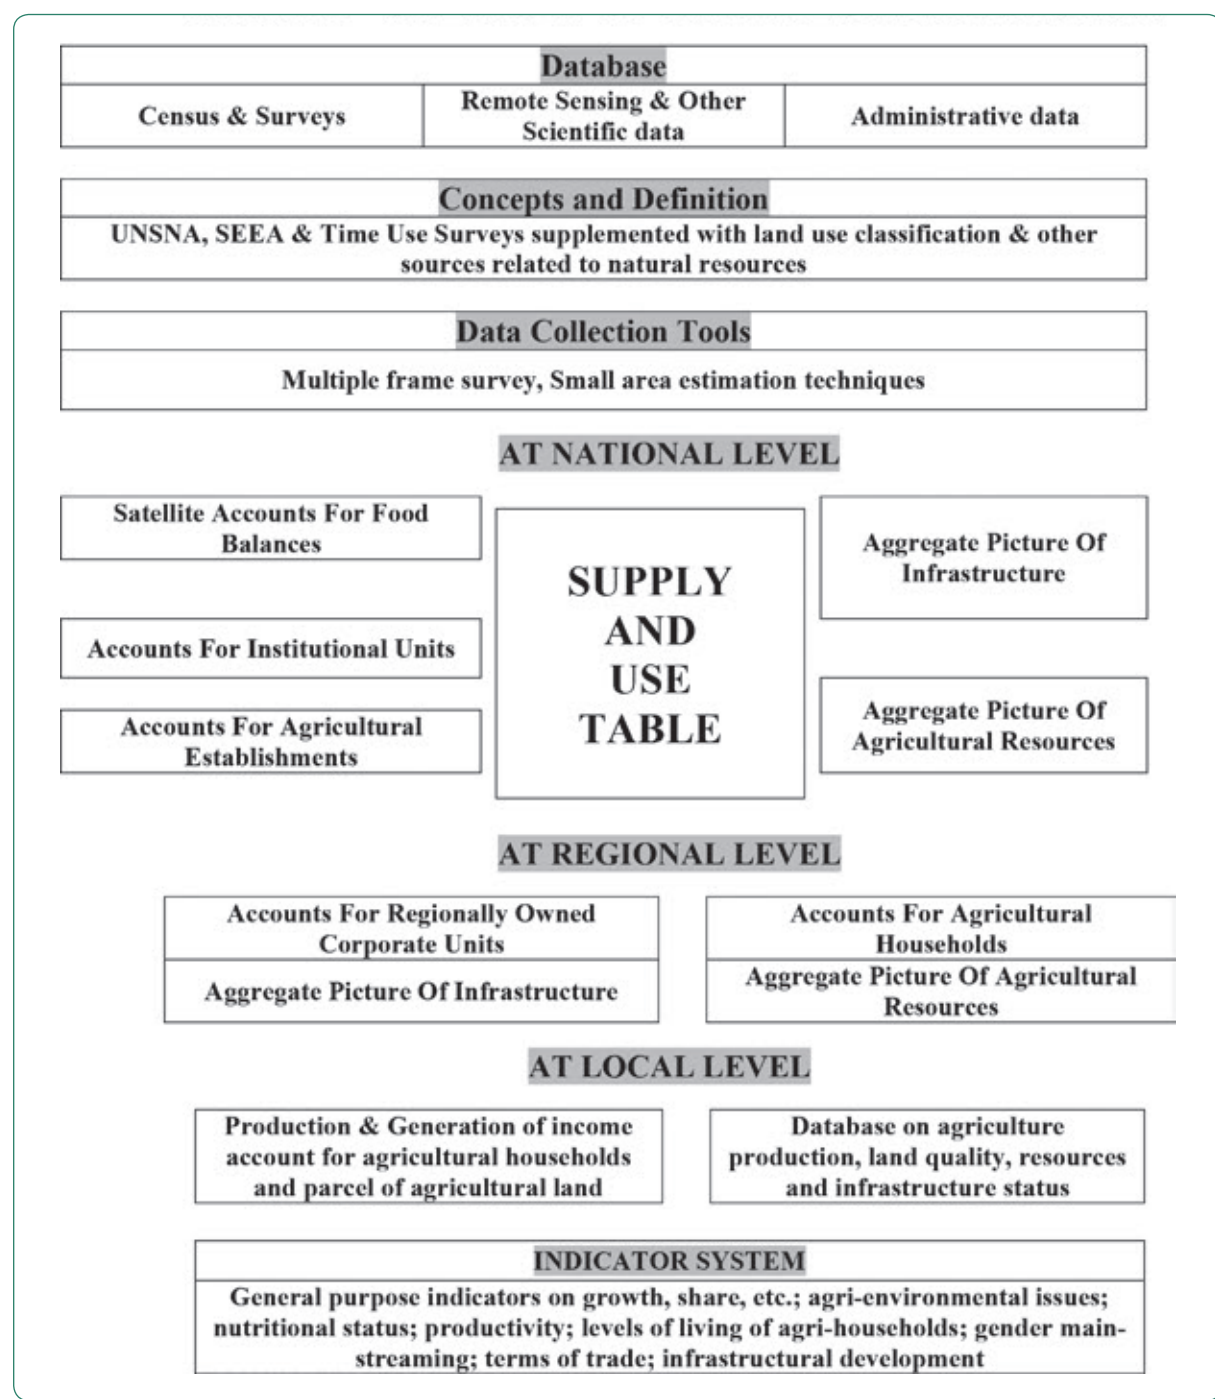 Database
Census & Surveys
Remote Sensing & Other
Scientific data
Administrative data
Concepts and Definition
UNSNA, SEEA & Time Use Surveys supplemented with land use classification & other
sources related to natural resources
Data Collection Tools
Multiple frame survey, Small area estimation techniques
AT NATIONAL LEVEL
Satellite Accounts For Food
Balances
Accounts For Institutional Units
Accounts For Agricultural
Establishments
SUPPLY
AND
USE
TABLE
Aggregate Picture Of
Infrastructure
Aggregate Picture Of
Agricultural Resources
AT REGIONAL LEVEL
Accounts For Regionally Owned
Corporate Units
Aggregate Picture Of Infrastructure
Accounts For Agricultural
Households
Aggregate Picture Of Agricultural
Resources
AT LOCAL LEVEL
Production & Generation of income
account for agricultural households
and parcel of agricultural land
Database on agriculture
production, land quality, resources
and infrastructure status
INDICATOR SYSTEM
General purpose indicators on growth, share, etc.; agri-environmental issues;
nutritional status; productivity; levels of living of agri-households; gender main-
streaming; terms of trade; infrastructural development